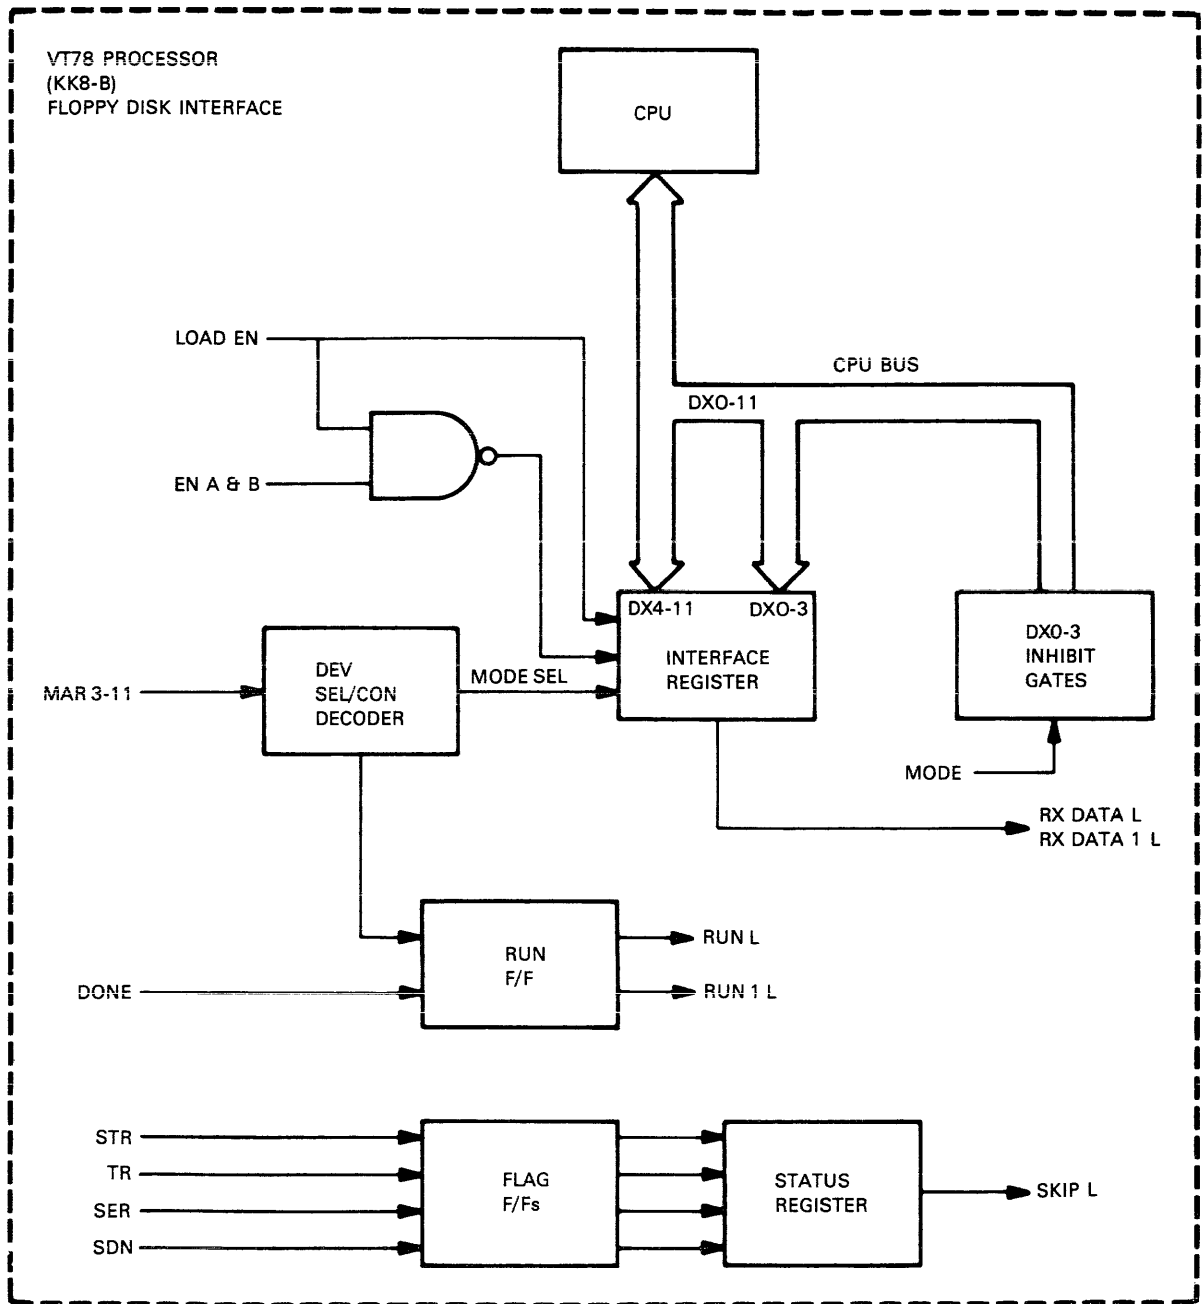 VT78 PROCESSOR
(KK8-B)
FLOPPY DISK INTERFACE
CPU
LOAD EN
CPU BUS
DX0-11
EN A & B
DX4-11
DX0-3
INTERFACE
REGISTER
DX0-3
INHIBIT
GATES
DEV
SEL/CON
DECODER
MODE SEL
MAR 3-11
MODE
RX DATA L
RX DATA 1 L
RUN
F/F
RUN L
DONE
RUN 1 L
STR
TR
SER
SDN
FLAG
F/Fs
STATUS
REGISTER
SKIP L